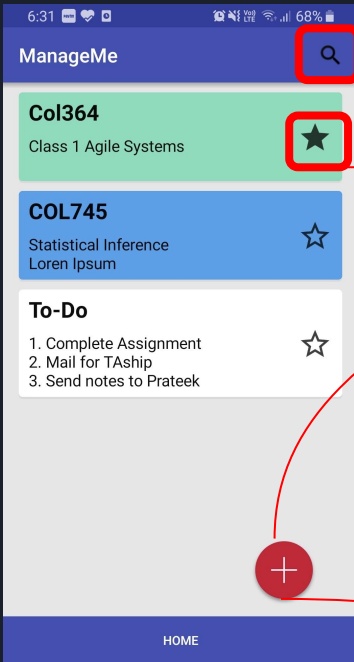 6:31
68%
ManageMe
Col364
Class 1 Agile Systems
COL745
Statistical Inference
Loren Ipsum
To-Do
1. Complete Assignment
2. Mail for TAship
3. Send notes to Prateek
HOME